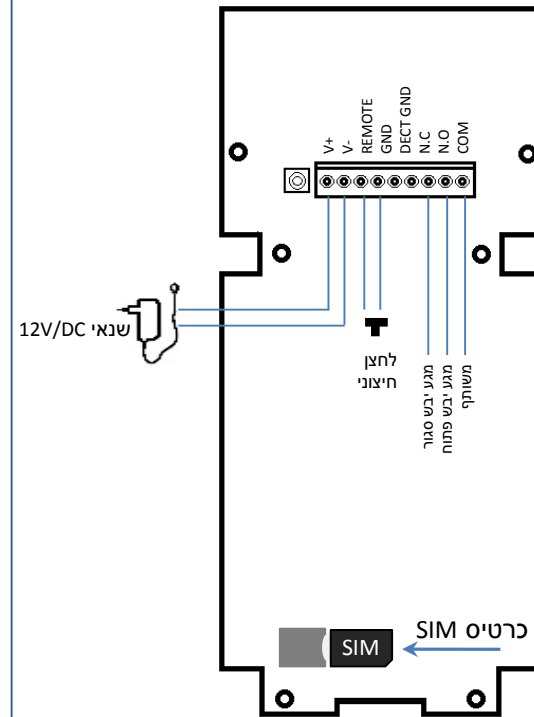 V+
V-
REMOTE
GND
DECT GND
N.C
N.O
COM
שנאי 12V/DC
לחצן
חיצוני
מגע יבש סגור
מגע יבש פתוח
משותף
כרטיס SIM
SIM